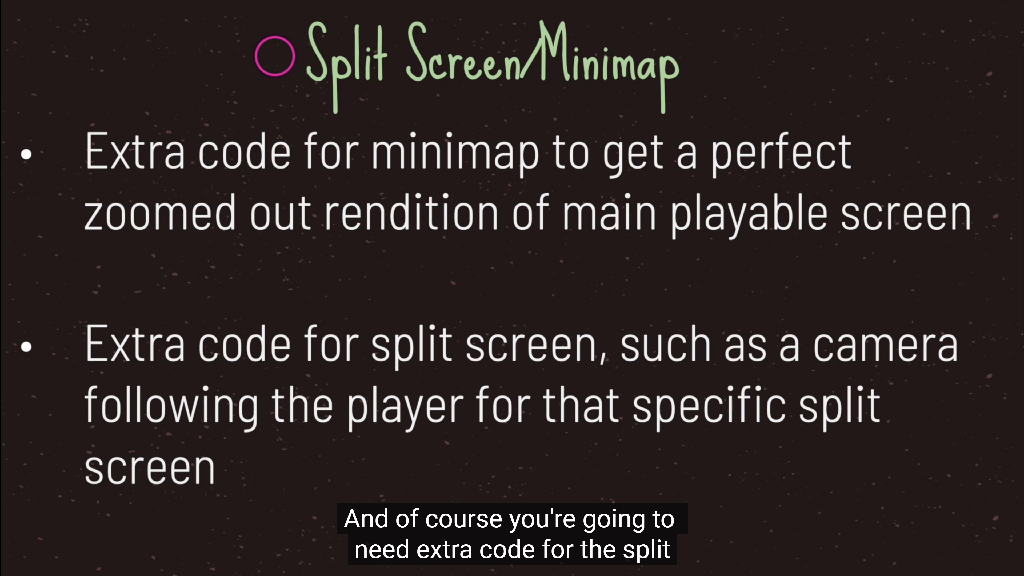 Split Screen/Minimap
• Extra code for minimap to get a perfect
zoomed out rendition of main playable screen
• Extra code for split screen, such as a camera
following the player for that specific split
screen
And of course you're going to
need extra code for the split